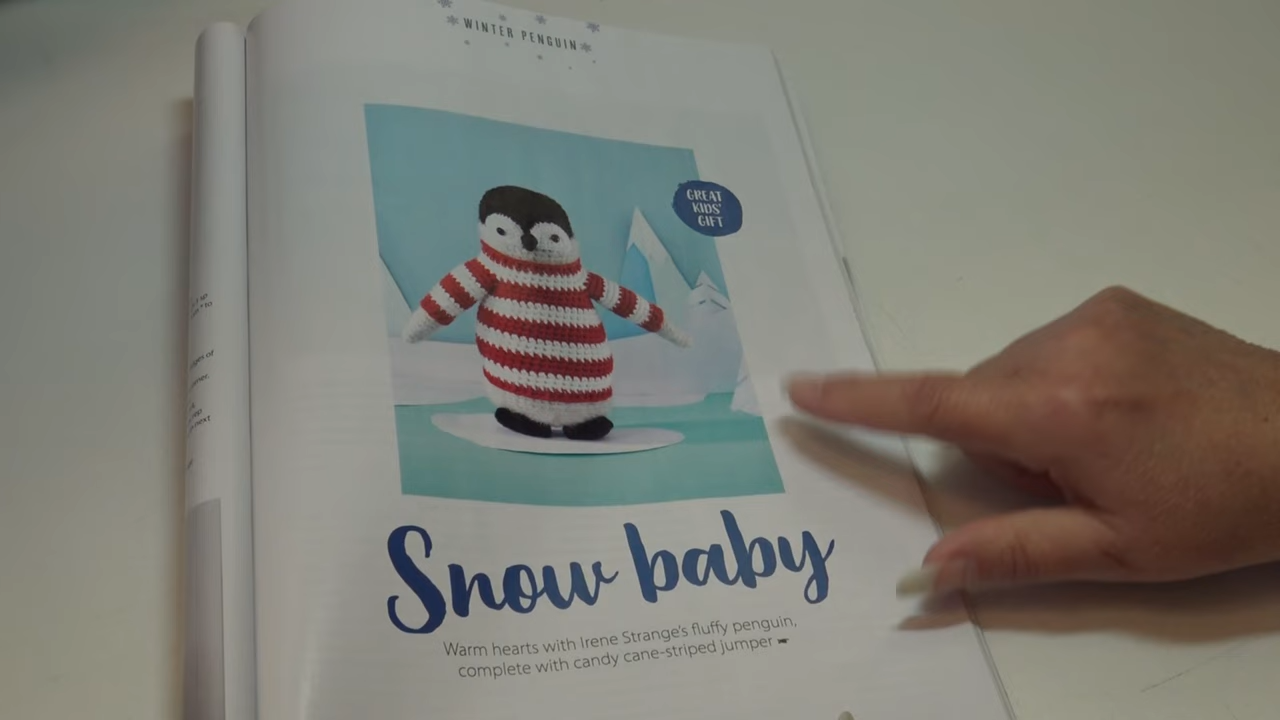 WINTER PENGUIN
GREAT
KIDS'
GIFT
Snow baby
Warm hearts with Irene Strange's fluffy penguin,
complete with candy cane-striped jumper